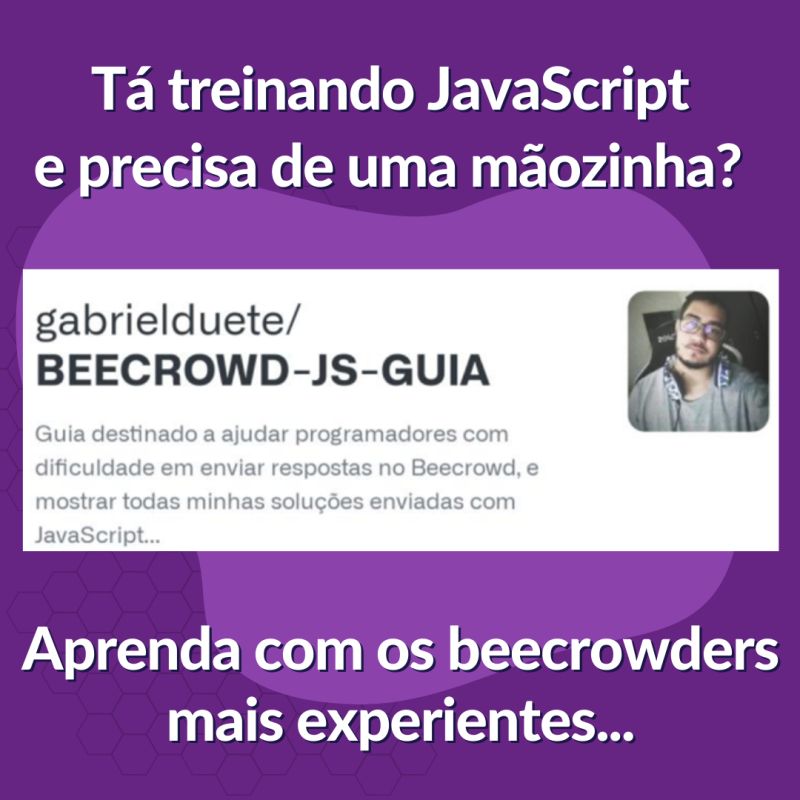 Tá treinando JavaScript
e precisa de uma mãozinha?
gabrielduete/
BEECROWD-JS-GUIA
Guia destinado a ajudar programadores com
dificuldade em enviar respostas no Beecrowd, e
mostrar todas minhas soluções enviadas com
JavaScript...
Aprenda com os beecrowders
mais experientes...